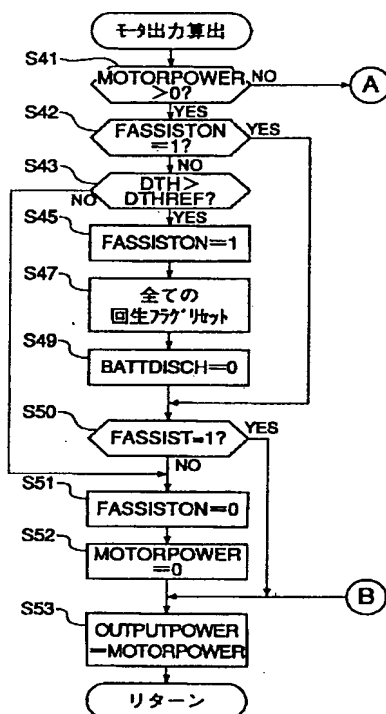 モータ出力算出
S41
MOTORPOWER
>0?
NO
A
YES
S42
FASSISTON
=1?
YES
NO
S43
DTH>
DTHREF?
NO
YES
S45
FASSISTON=1
S47
全ての
回生フラグリセット
S49
BATTDISCH=0
S50
FASSIST=1?
YES
NO
S51
FASSISTON=0
S52
MOTORPOWER
=0
B
S53
OUTPUTPOWER
=MOTORPOWER
リターン